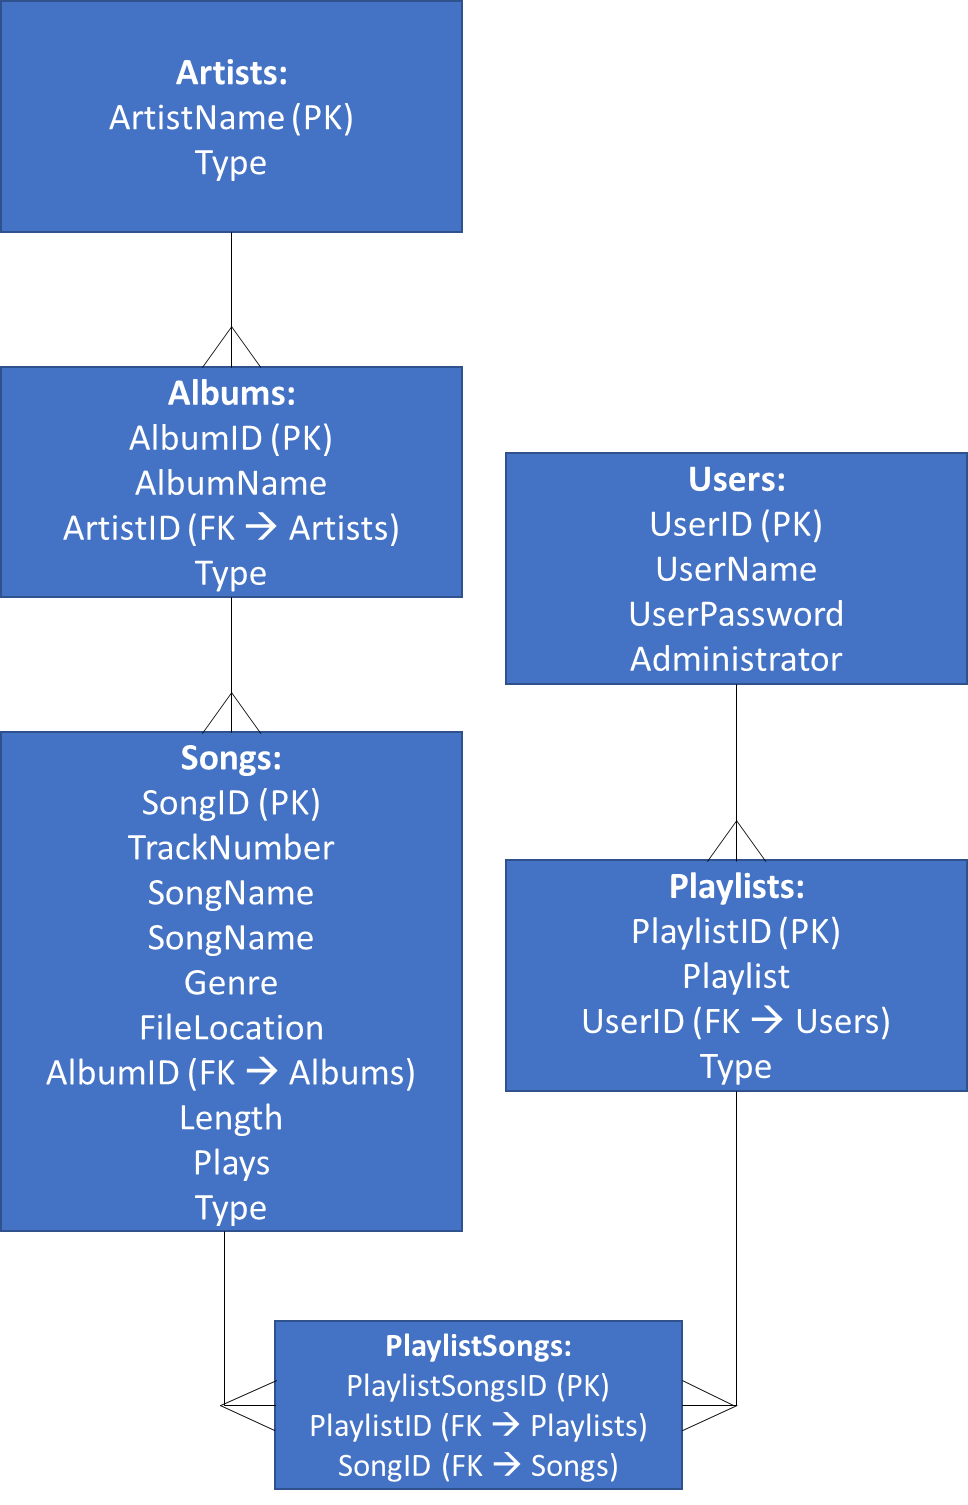 Artists:
ArtistName (PK)
Type
Albums:
AlbumID (PK)
AlbumName
ArtistID (FK → Artists)
Type
Songs:
SongID (PK)
TrackNumber
SongName
SongName
Genre
FileLocation
AlbumID (FK → Albums)
Length
Plays
Type
Users:
UserID (PK)
UserName
UserPassword
Administrator
Playlists:
PlaylistID (PK)
Playlist
UserID (FK → Users)
Type
PlaylistSongs:
PlaylistSongsID (PK)
PlaylistID (FK → Playlists)
SongID (FK → Songs)